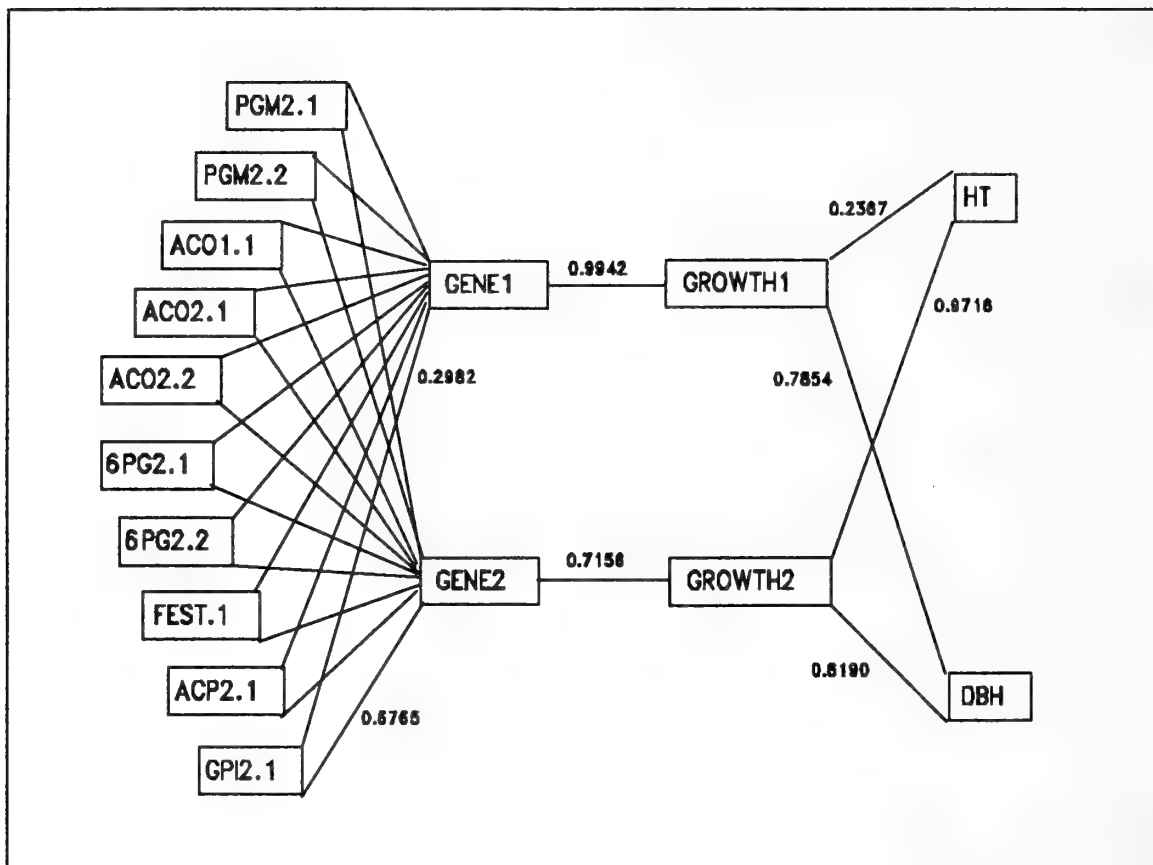 PGM2.1
PGM2.2
ACO1.1
ACO2.1
ACO2.2
6PG2.1
6PG2.2
FEST.1
ACP2.1
GPI2.1
GENE1
0.9942
GROWTH1
0.2367
HT
0.9716
0.2982
0.7854
GENE2
0.7156
GROWTH2
0.6190
DBH
0.6765